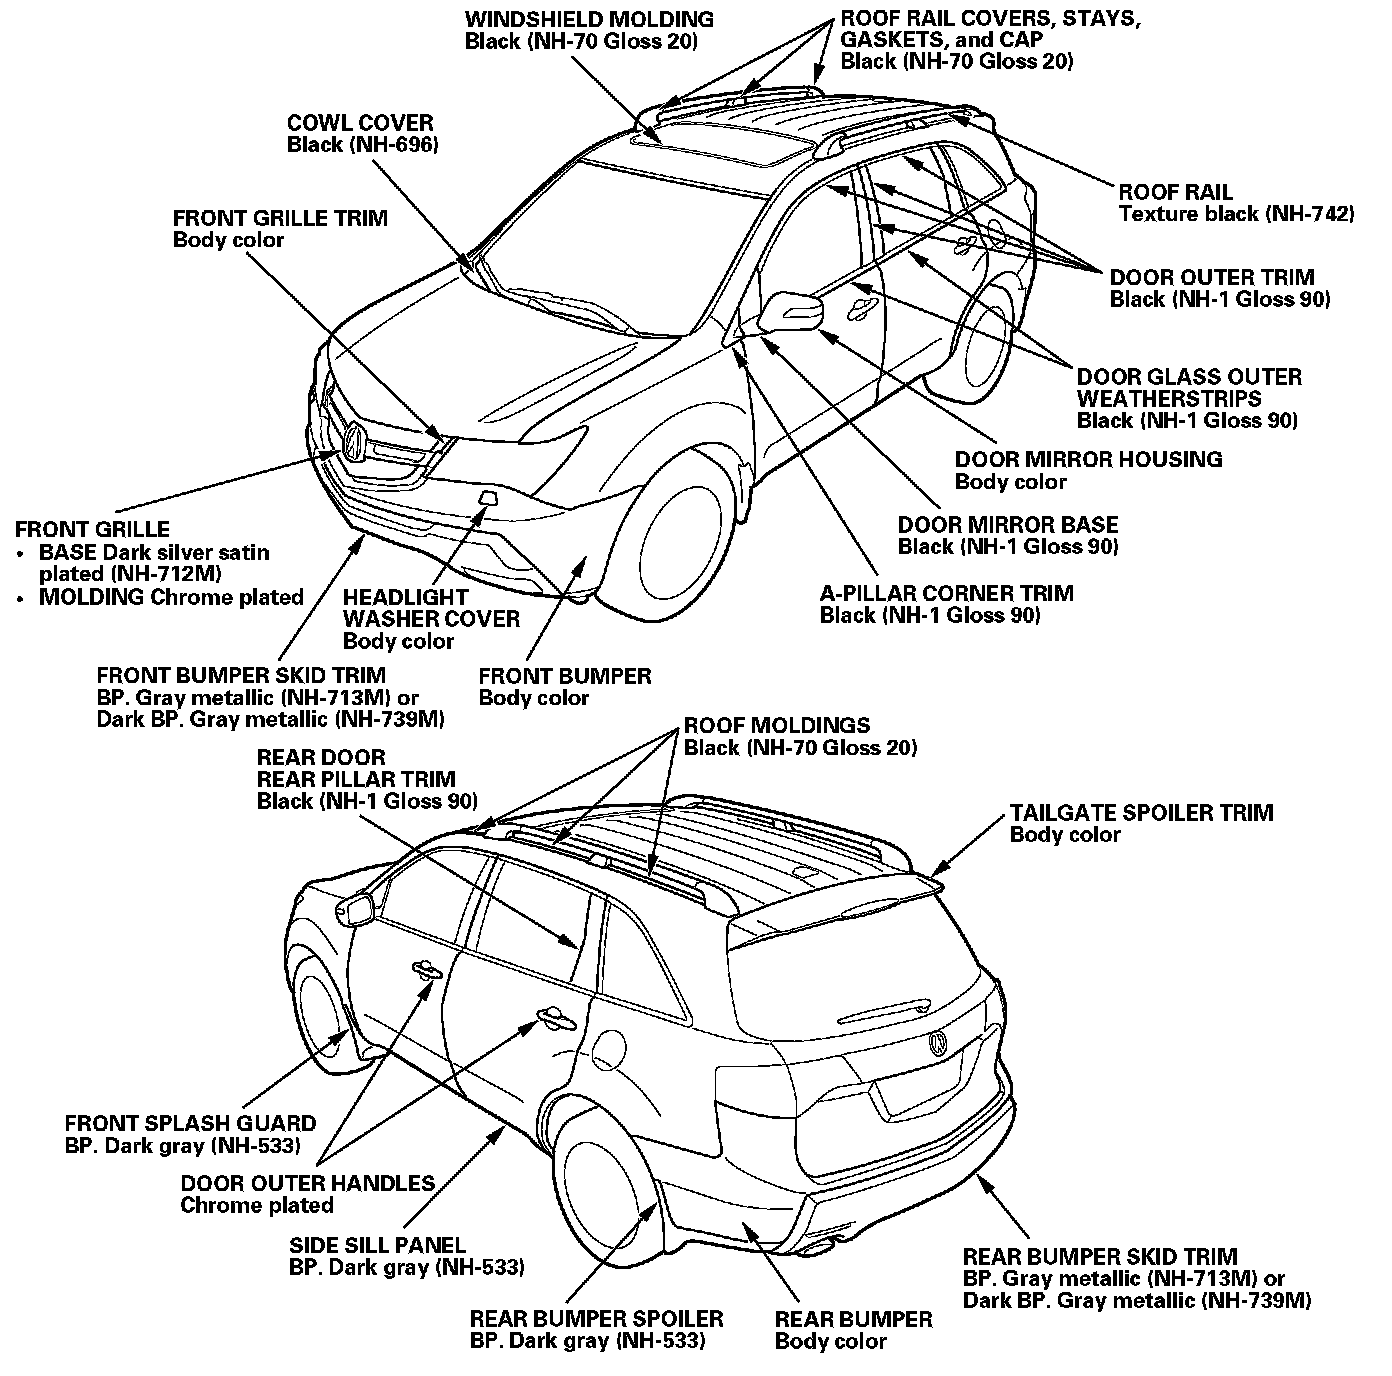 WINDSHIELD MOLDING
Black (NH-70 Gloss 20)
ROOF RAIL COVERS, STAYS,
GASKETS, and CAP
Black (NH-70 Gloss 20)
COWL COVER
Black (NH-696)
ROOF RAIL
Texture black (NH-742)
FRONT GRILLE TRIM
Body color
DOOR OUTER TRIM
Black (NH-1 Gloss 90)
DOOR GLASS OUTER
WEATHERSTRIPS
Black (NH-1 Gloss 90)
DOOR MIRROR HOUSING
Body color
DOOR MIRROR BASE
Black (NH-1 Gloss 90)
A-PILLAR CORNER TRIM
Black (NH-1 Gloss 90)
FRONT GRILLE
• BASE Dark silver satin
plated (NH-712M)
• MOLDING Chrome plated
HEADLIGHT
WASHER COVER
Body color
FRONT BUMPER SKID TRIM
BP. Gray metallic (NH-713M) or
Dark BP. Gray metallic (NH-739M)
FRONT BUMPER
Body color
ROOF MOLDINGS
Black (NH-70 Gloss 20)
REAR DOOR
REAR PILLAR TRIM
Black (NH-1 Gloss 90)
TAILGATE SPOILER TRIM
Body color
FRONT SPLASH GUARD
BP. Dark gray (NH-533)
DOOR OUTER HANDLES
Chrome plated
SIDE SILL PANEL
BP. Dark gray (NH-533)
REAR BUMPER SPOILER
BP. Dark gray (NH-533)
REAR BUMPER
Body color
REAR BUMPER SKID TRIM
BP. Gray metallic (NH-713M) or
Dark BP. Gray metallic (NH-739M)